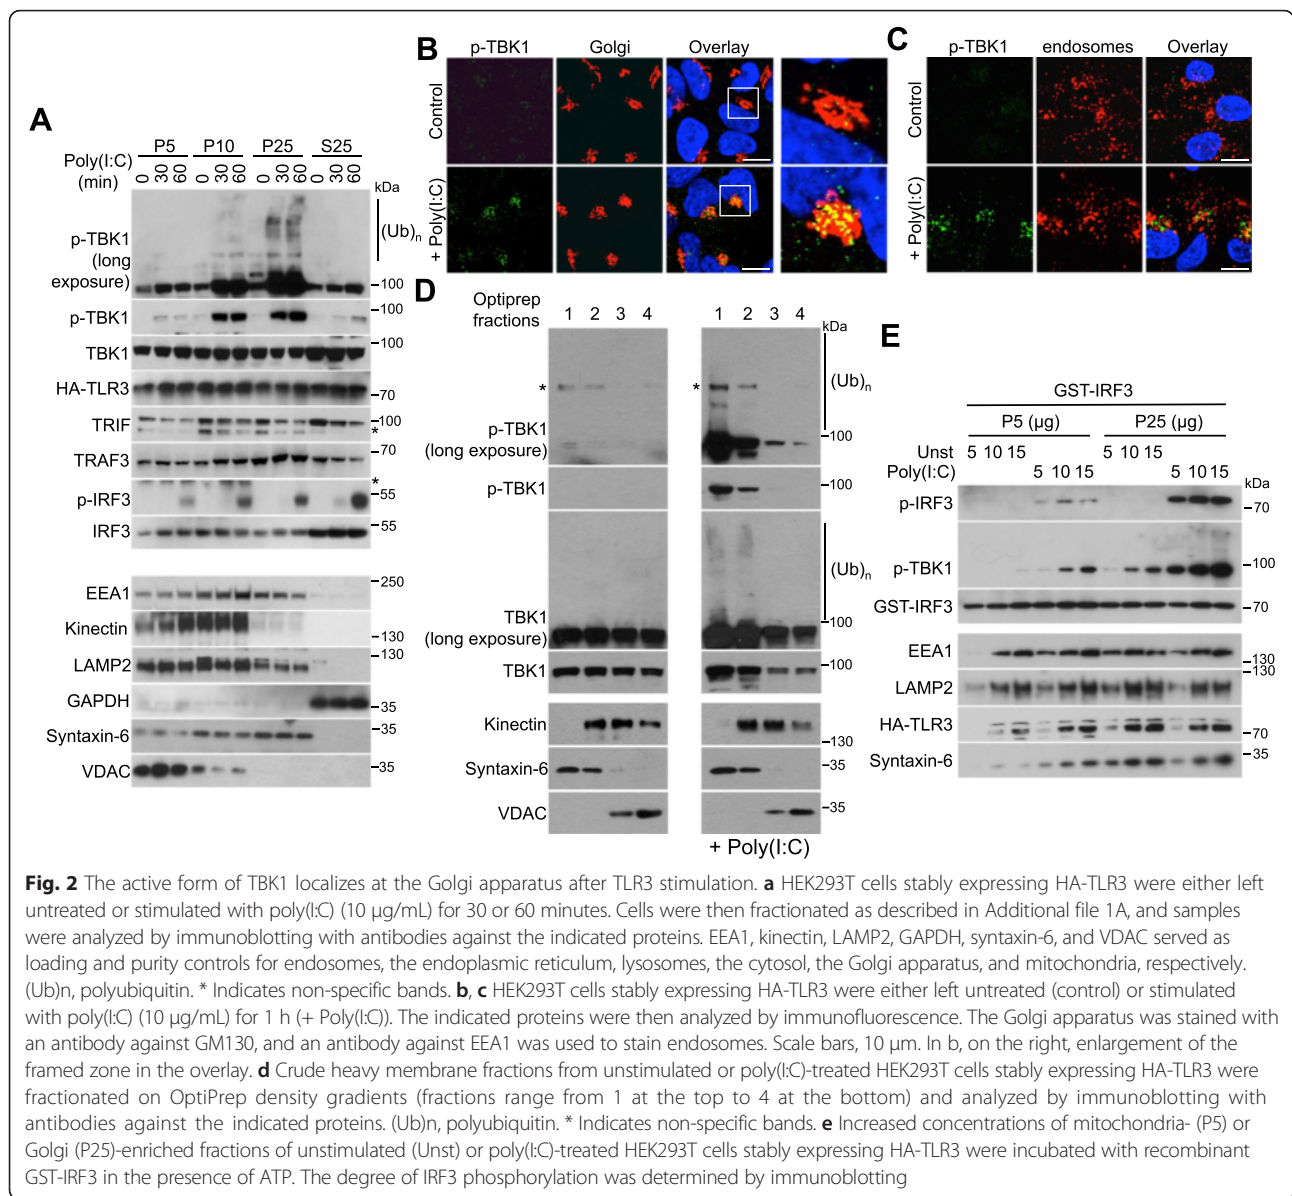 A
P5 P10 P25 S25
Poly(I:C)
(min)
0 30 60 0 30 60 0 30 60 0 30 60
kDa
p-TBK1
(long
exposure)
(Ub)n
100
p-TBK1
100
TBK1
100
HA-TLR3
70
TRIF
100
*
TRAF3
70
p-IRF3
*
55
IRF3
55
EEA1
250
Kinectin
130
LAMP2
130
GAPDH
35
Syntaxin-6
35
VDAC
35
B
p-TBK1 Golgi Overlay
Control
+ Poly(I:C)
C
p-TBK1 endosomes Overlay
Control
+ Poly(I:C)
D
Optiprep
fractions
1 2 3 4 1 2 3 4
kDa
* *
(Ub)n
p-TBK1
(long exposure)
100
p-TBK1
100
(Ub)n
TBK1
(long exposure)
100
TBK1
100
Kinectin
130
Syntaxin-6
35
VDAC
35
+ Poly(I:C)
E
GST-IRF3
P5 (µg) P25 (µg)
Unst 5 10 15 5 10 15
Poly(I:C) 5 10 15 5 10 15
kDa
p-IRF3
70
p-TBK1
100
GST-IRF3
70
EEA1
130
LAMP2
130
HA-TLR3
70
Syntaxin-6
35
Fig. 2 The active form of TBK1 localizes at the Golgi apparatus after TLR3 stimulation. a HEK293T cells stably expressing HA-TLR3 were either left
untreated or stimulated with poly(I:C) (10 µg/mL) for 30 or 60 minutes. Cells were then fractionated as described in Additional file 1A, and samples
were analyzed by immunoblotting with antibodies against the indicated proteins. EEA1, kinectin, LAMP2, GAPDH, syntaxin-6, and VDAC served as
loading and purity controls for endosomes, the endoplasmic reticulum, lysosomes, the cytosol, the Golgi apparatus, and mitochondria, respectively.
(Ub)n, polyubiquitin. * Indicates non-specific bands. b, c HEK293T cells stably expressing HA-TLR3 were either left untreated (control) or stimulated
with poly(I:C) (10 µg/mL) for 1 h (+ Poly(I:C)). The indicated proteins were then analyzed by immunofluorescence. The Golgi apparatus was stained with
an antibody against GM130, and an antibody against EEA1 was used to stain endosomes. Scale bars, 10 µm. In b, on the right, enlargement of the
framed zone in the overlay. d Crude heavy membrane fractions from unstimulated or poly(I:C)-treated HEK293T cells stably expressing HA-TLR3 were
fractionated on OptiPrep density gradients (fractions range from 1 at the top to 4 at the bottom) and analyzed by immunoblotting with
antibodies against the indicated proteins. (Ub)n, polyubiquitin. * Indicates non-specific bands. e Increased concentrations of mitochondria- (P5) or
Golgi (P25)-enriched fractions of unstimulated (Unst) or poly(I:C)-treated HEK293T cells stably expressing HA-TLR3 were incubated with recombinant
GST-IRF3 in the presence of ATP. The degree of IRF3 phosphorylation was determined by immunoblotting